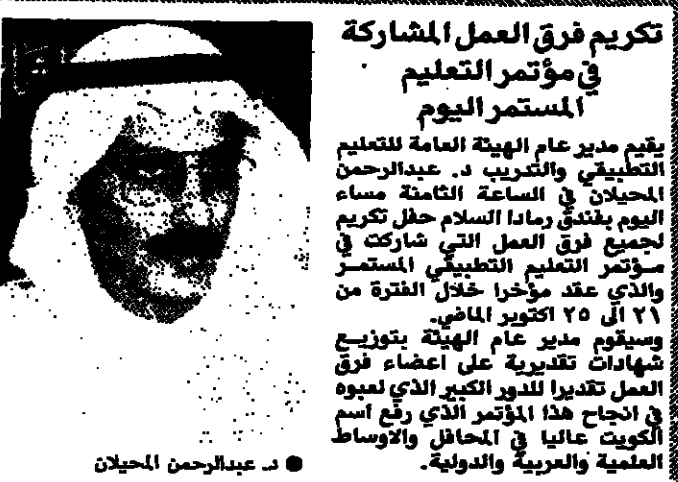 تكريم فرق العمل المشاركة
في مؤتمر التعليم
المستمر اليوم
يقيم مدير عام الهيئة العامة للتعليم
التطبيقي والتدريب د. عبدالرحمن
المحيلان في الساعة الثامنة مساء
اليوم بفندق رمادا السلام حفل تكريم
لجميع فرق العمل التي شاركت في
مـؤتمر التعليم التطبيقي المستمـر
والذي عقد مؤخرا خلال الفترة من
٢١ الى ٢٥ اكتوبر الماضي.
وسيقوم مدير عام الهيئة بتوزيـع
شهادات تقديرية على اعضاء فرق
العمل تقديرا للدور الكبير الذي لعبوه
في انجاح هذا المؤتمر الذي رفع اسم
الكويت عاليا في المحافل والاوساط
العلمية والعربية والدولية.
● د. عبدالرحمن المحيلان